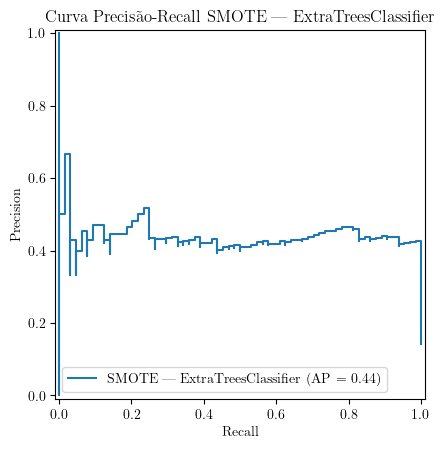 Curva Precisão-Recall SMOTE — ExtraTreesClassifier
1.0
0.8
0.6
0.4
0.2
0.0
Precision
SMOTE — ExtraTreesClassifier (AP = 0.44)
0.0 0.2 0.4 0.6 0.8 1.0
Recall